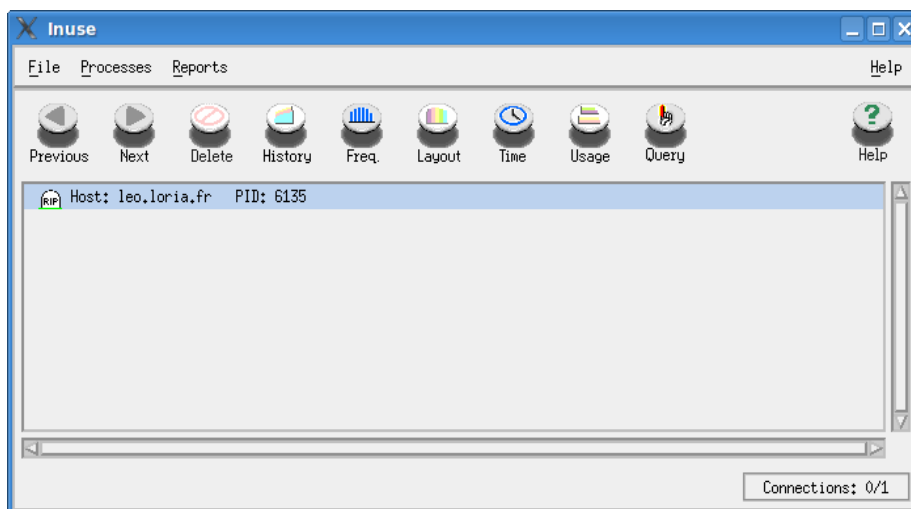 Inuse
File Processes Reports Help
Previous Next Delete History Freq. Layout Time Usage Query Help
RIP Host: leo.loria.fr PID: 6135
Connections: 0/1